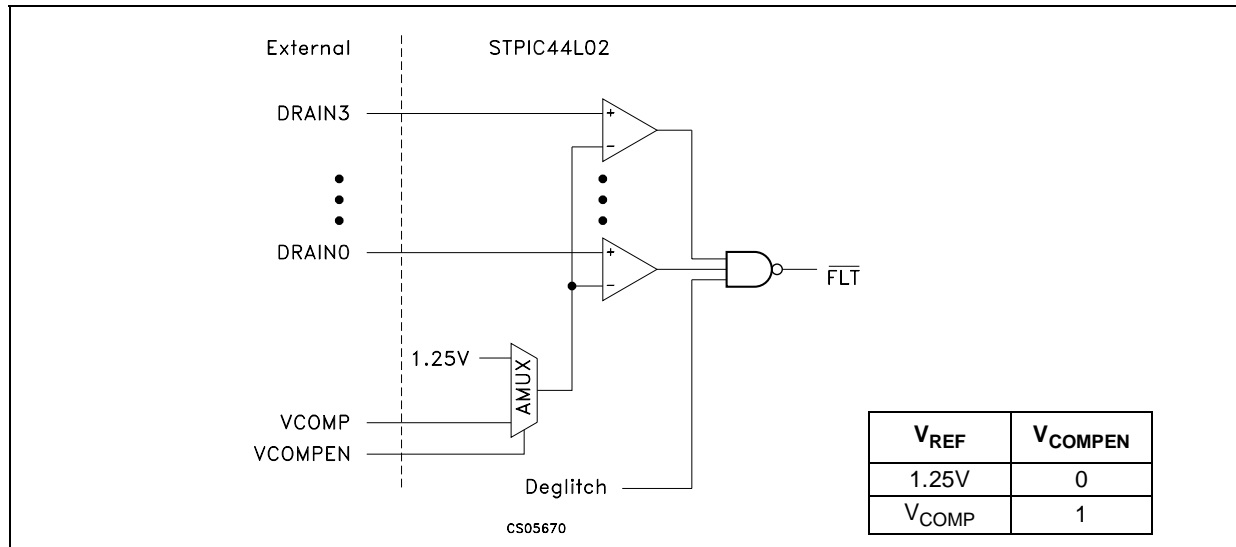 External STPIC44L02
DRAIN3
+
-
DRAIN0
+
-
FLT
1.25V
AMUX
VCOMP
VCOMPEN
Deglitch
CS05670
VREF VCOMPEN
1.25V 0
VCOMP 1